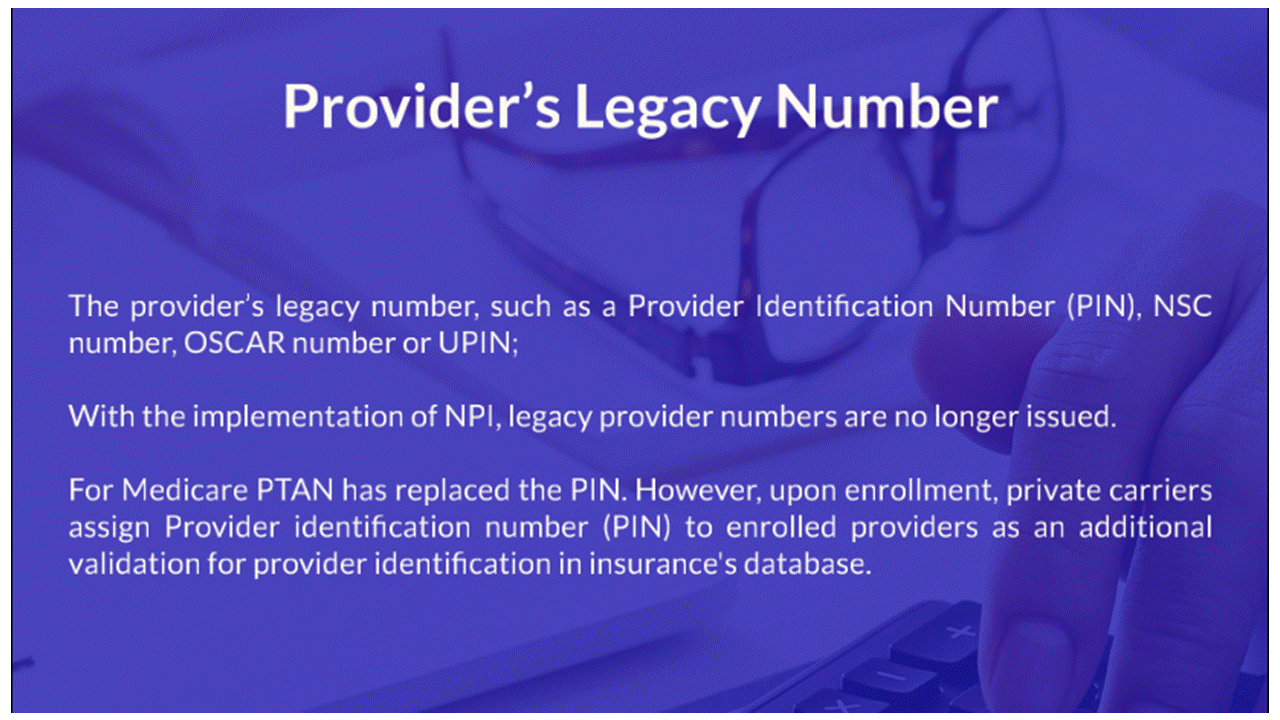 Provider’s Legacy Number
The provider’s legacy number, such as a Provider Identification Number (PIN), NSC
number, OSCAR number or UPIN;
With the implementation of NPI, legacy provider numbers are no longer issued.
For Medicare PTAN has replaced the PIN. However, upon enrollment, private carriers
assign Provider identification number (PIN) to enrolled providers as an additional
validation for provider identification in insurance's database.